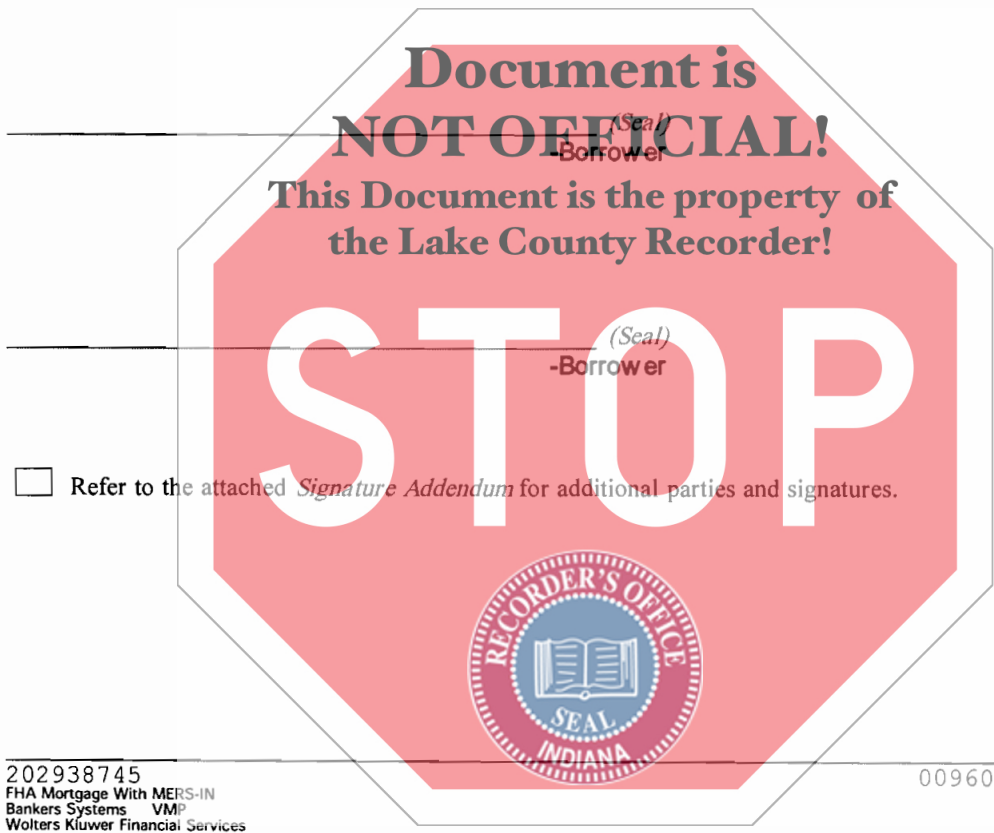 Document is
(Seal)
NOT OFFICIAL!
-Borrower
This Document is the property of
the Lake County Recorder!
(Seal)
-Borrower
STOP
Refer to the attached Signature Addendum for additional parties and signatures.
RECORDER'S OFFICE
SEAL
INDIANA
202938745
00960
FHA Mortgage With MERS-IN
Bankers Systems VMP
Wolters Kluwer Financial Services